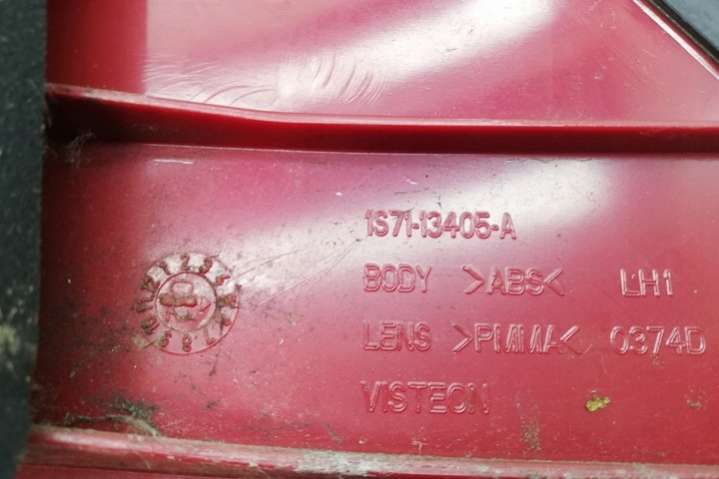 1S71-13405-A
BODY >ABS< LH1
LENS >PMMA< 0374D
VISTEON